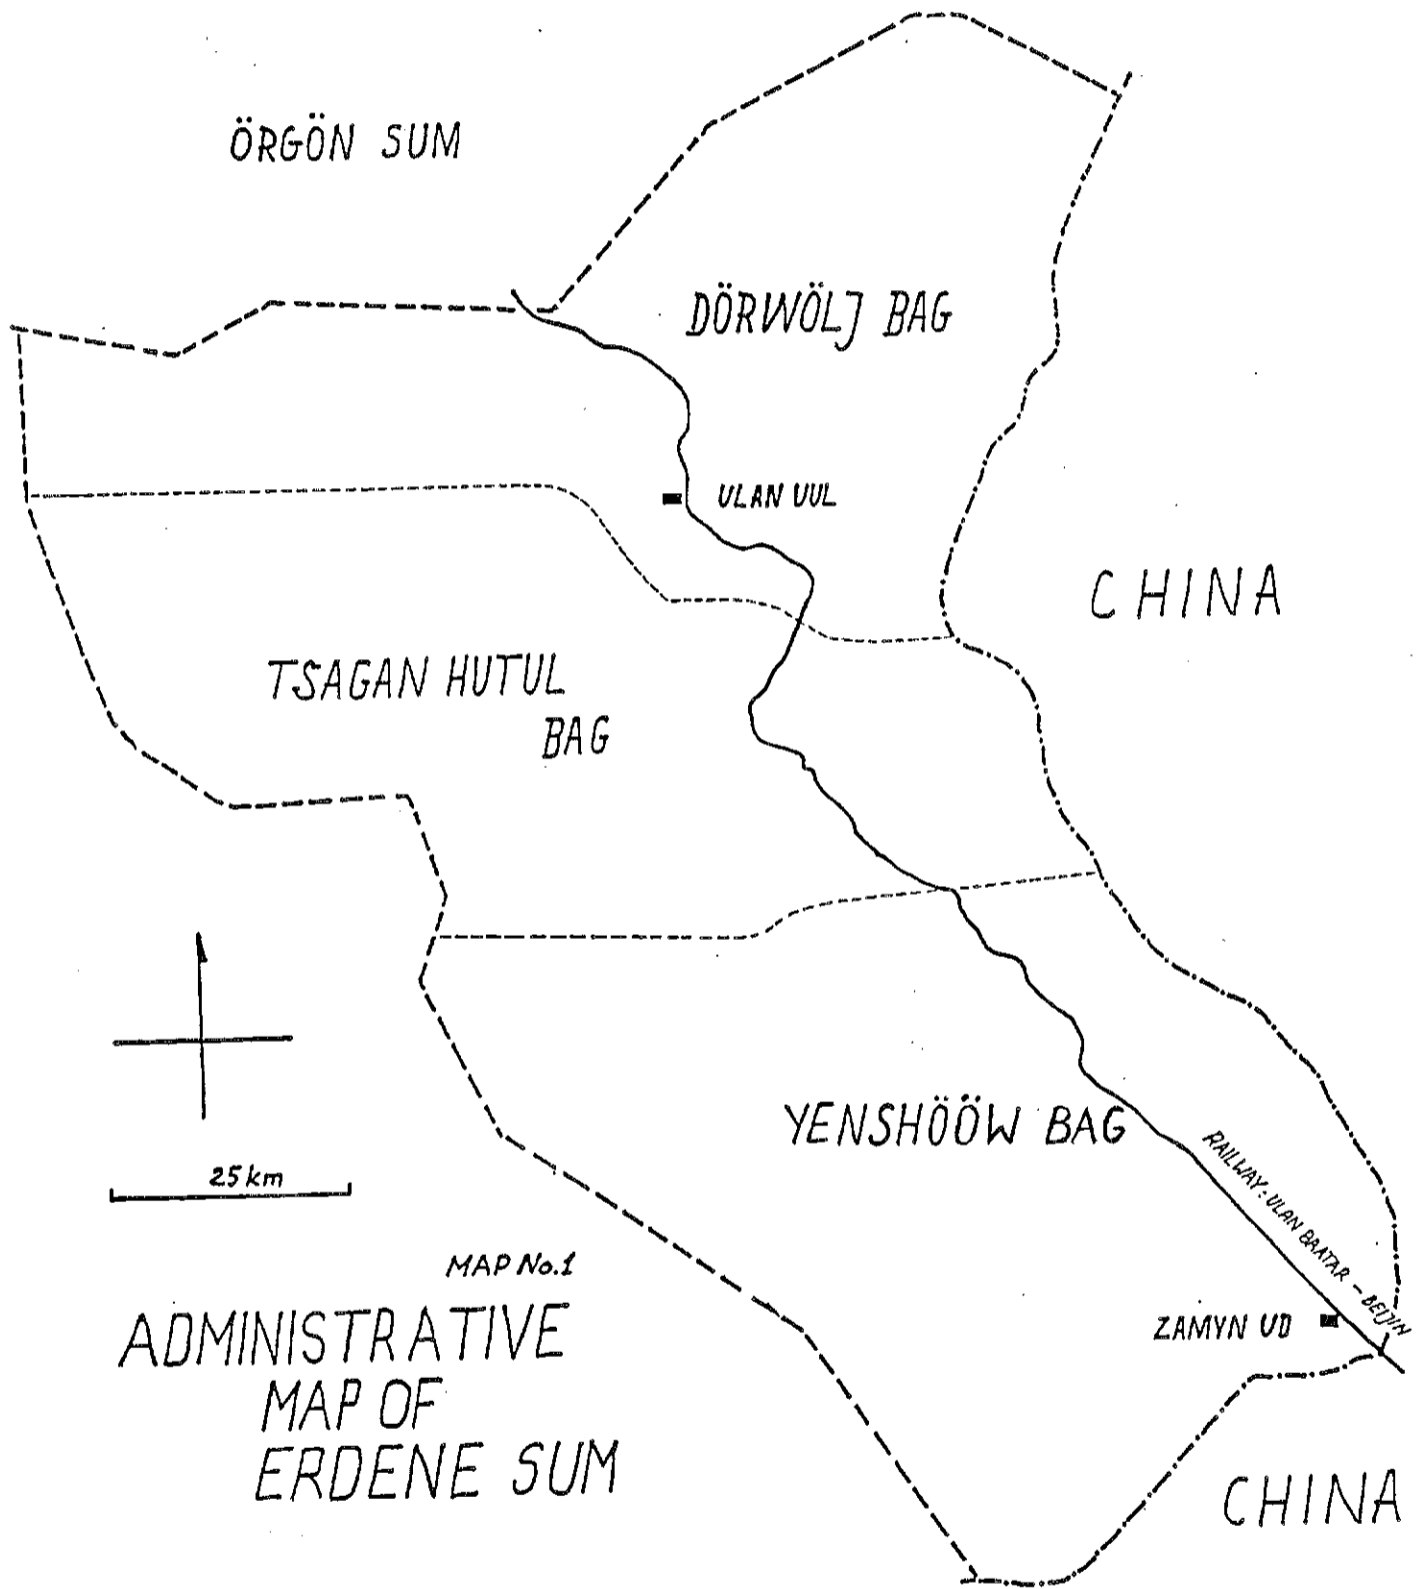 ÖRGÖN SUM
DÖRWÖLJ BAG
ULAN UUL
CHINA
TSAGAN HUTUL
BAG
YENSHÖÖW BAG
RAILWAY: ULAN BAATAR – BEIJIN
25 km
MAP No.1
ZAMYN UD
ADMINISTRATIVE
MAP OF
ERDENE SUM
CHINA